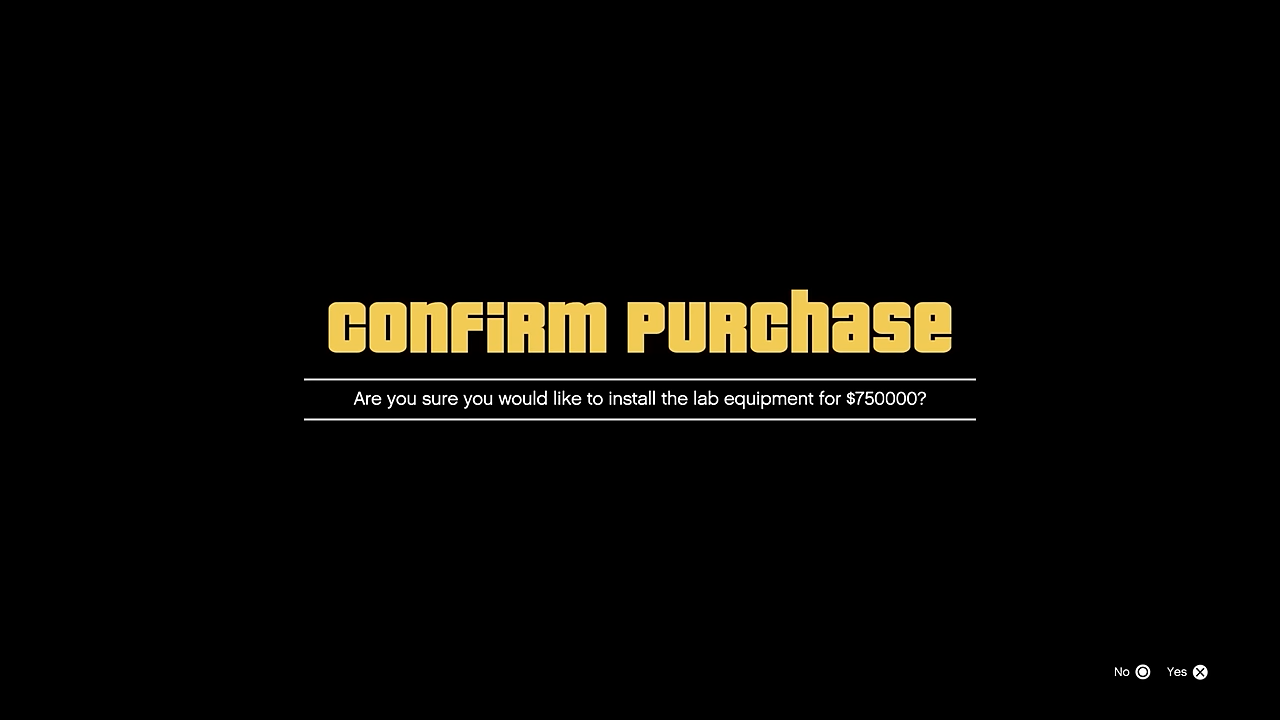 CONFIRM PURCHASE
Are you sure you would like to install the lab equipment for $750000?
No Yes